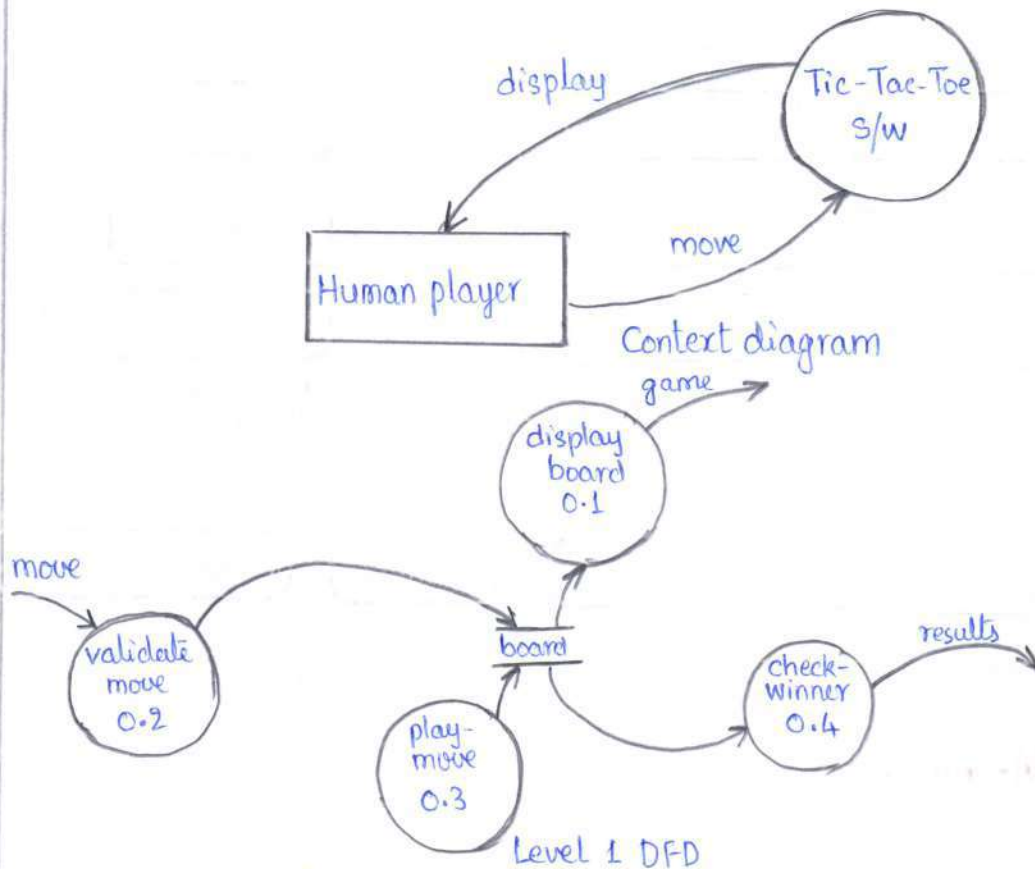 display
Tic-Tac-Toe
S/W
move
Human player
Context diagram
game
display
board
0.1
move
validate
move
0.2
board
results
check-
winner
0.4
play-
move
0.3
Level 1 DFD